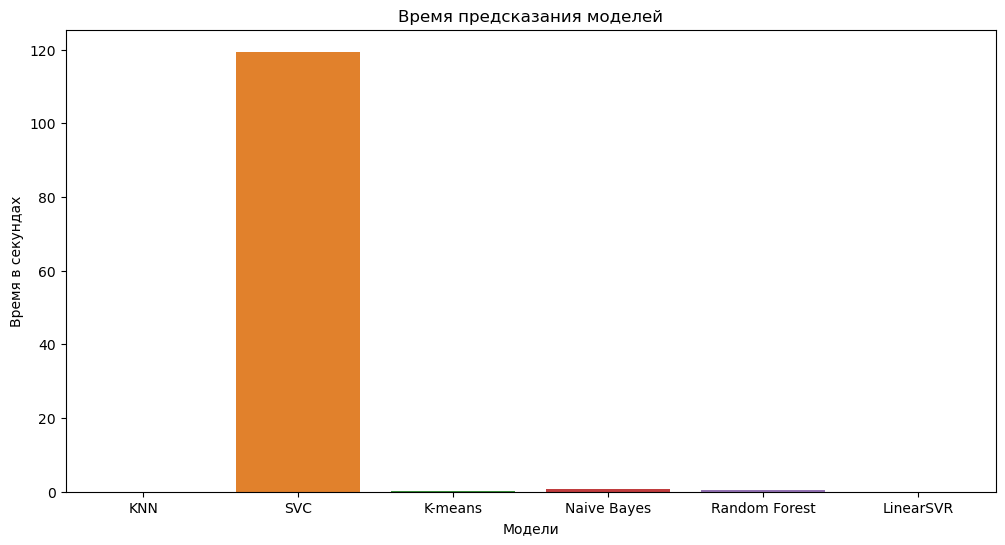 Время предсказания моделей
Время в секундах
120
100
80
60
40
20
0
KNN SVC K-means Naive Bayes Random Forest LinearSVR
Модели